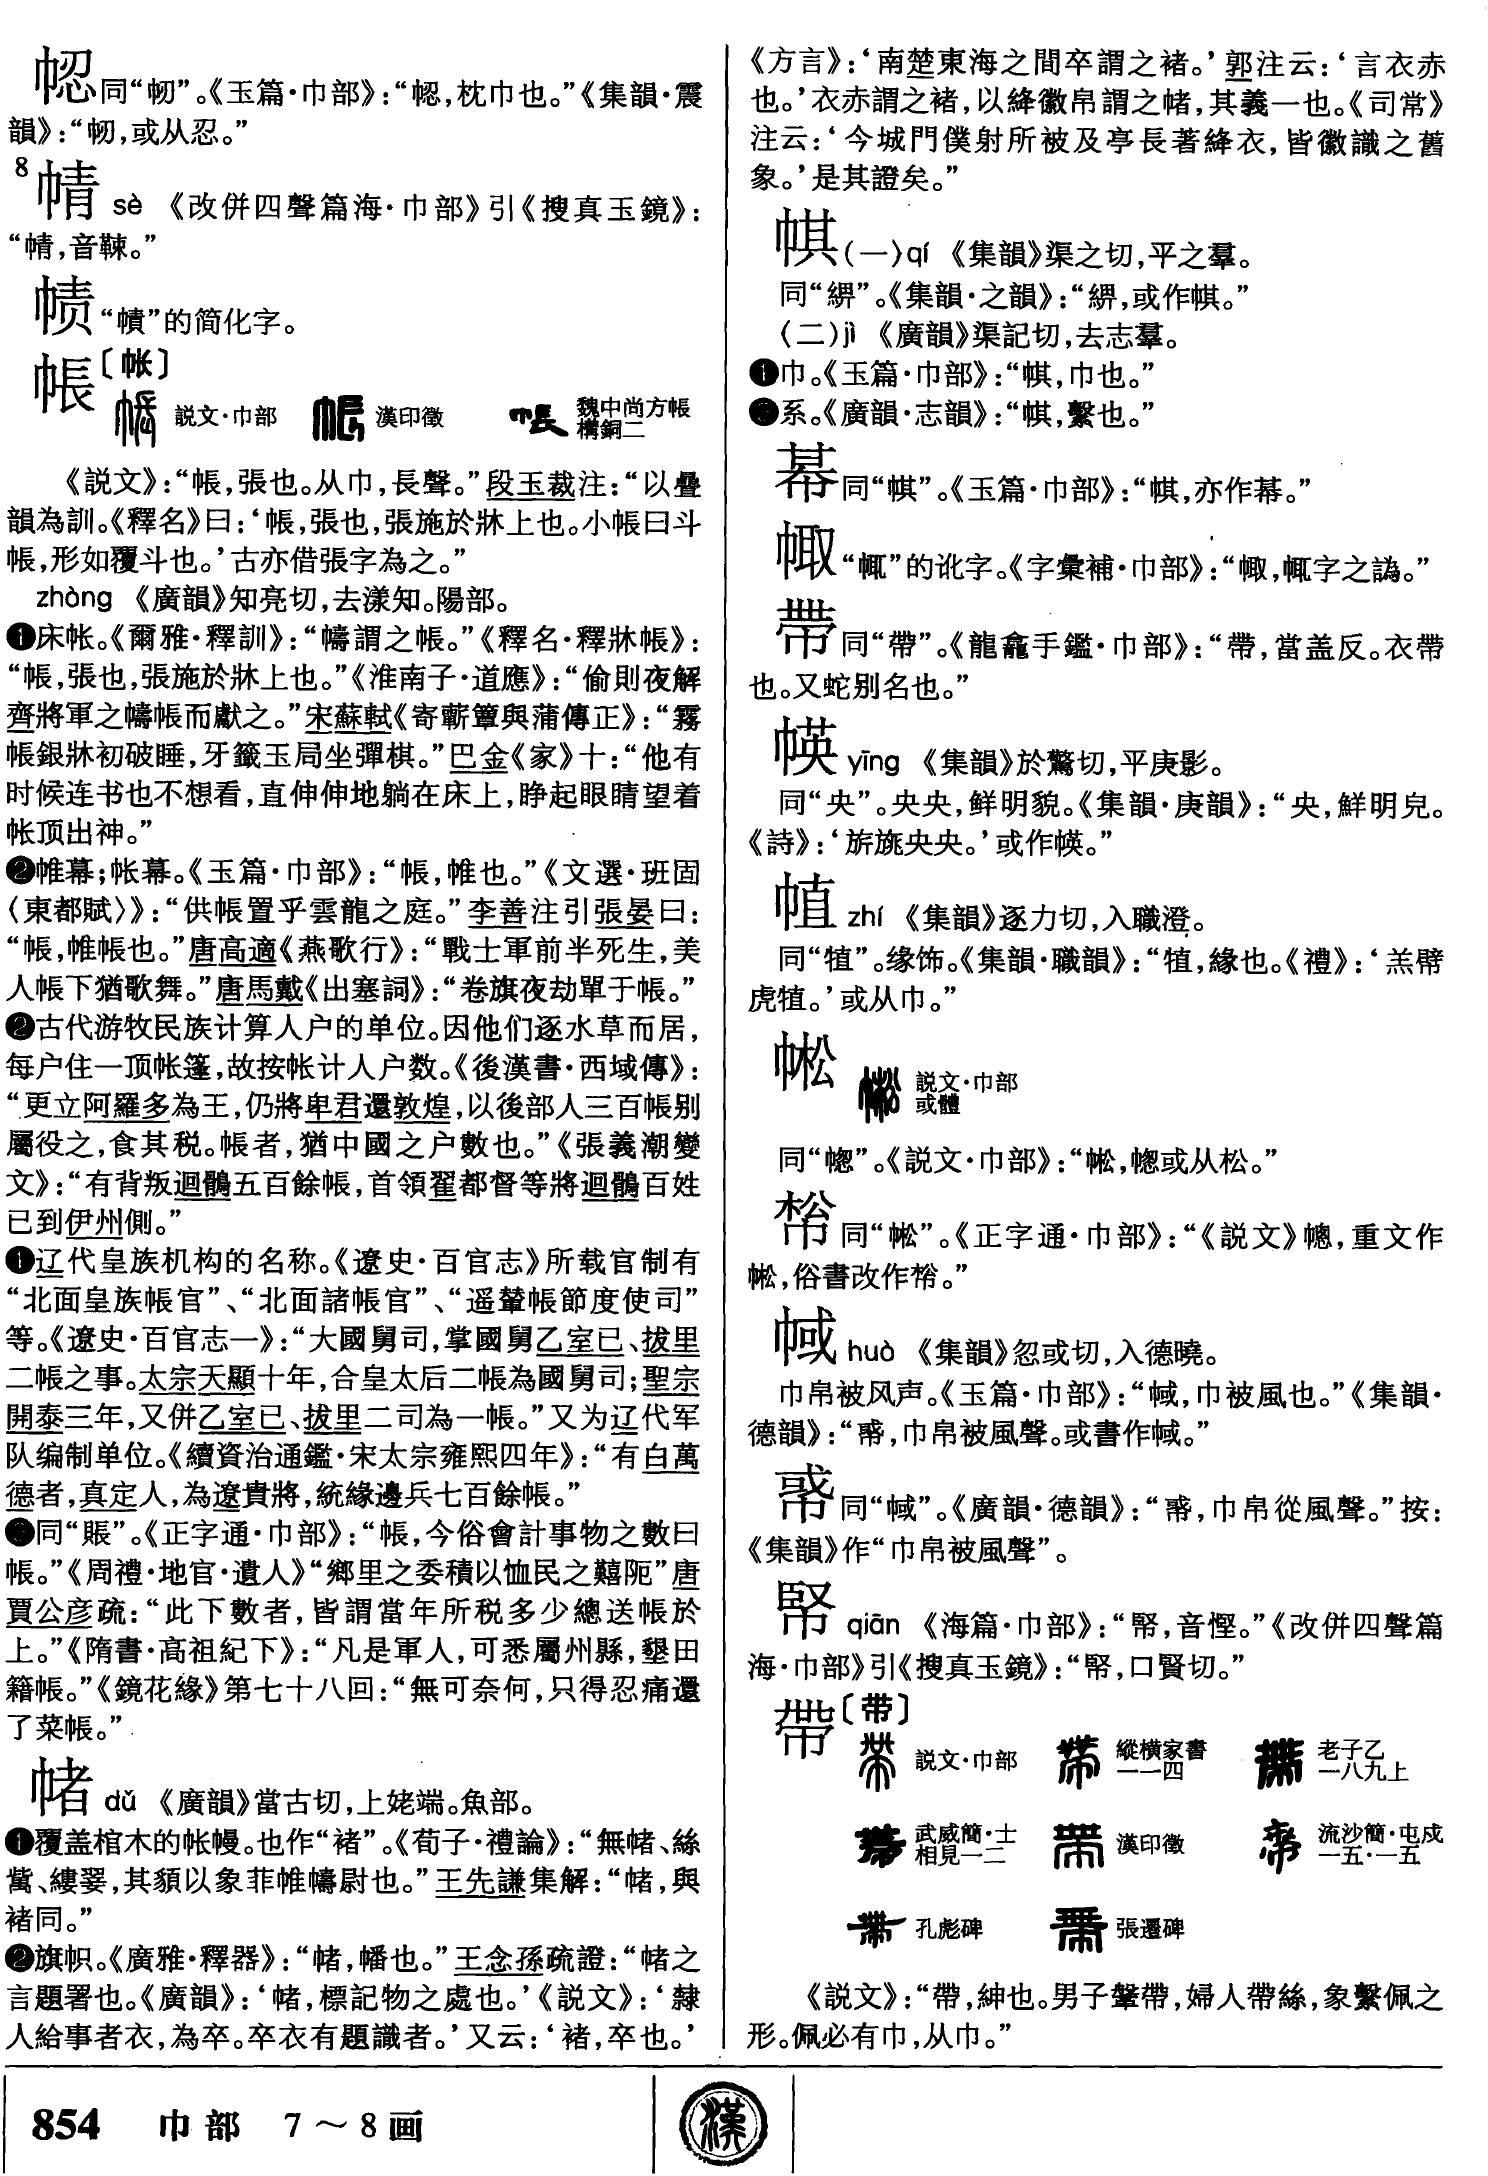 㡅同“㠴”。《玉篇·巾部》：“㡅，枕巾也。”《集韻·震
韻》：“㠴，或从忍。”
8
sè 《改併四聲篇海·巾部》引《搜真玉鏡》：
音𩊾。”
帻“幘”的简化字。
帳〔帐〕
説文·巾部 漢印徵 魏中尚方帳
構銅二
《説文》：“帳，張也。从巾，長聲。”段玉裁注：“以疊
韻為訓。《釋名》曰：‘帳，張也，張施於牀上也。小帳曰斗
帳，形如覆斗也。’古亦借張字為之。”
zhàng 《廣韻》知亮切，去漾知。陽部。
❶床帐。《爾雅·釋訓》：“幬謂之帳。”《釋名·釋牀帳》：
“帳，張也，張施於牀上也。”《淮南子·道應》：“偷則夜解
齊將軍之幬帳而獻之。”宋蘇軾《寄蘄簟與蒲傳正》：“霧
帳銀牀初破睡，牙籤玉局坐彈棋。”巴金《家》十：“他有
时候连书也不想看，直伸伸地躺在床上，睁起眼睛望着
帐顶出神。”
❷帷幕；帐幕。《玉篇·巾部》：“帳，帷也。”《文選·班固
〈東都賦〉》：“供帳置乎雲龍之庭。”李善注引張晏曰：
“帳，帷帳也。”唐高適《燕歌行》：“戰士軍前半死生，美
人帳下猶歌舞。”唐馬戴《出塞詞》：“卷旗夜劫單于帳。”
❷古代游牧民族计算人户的单位。因他们逐水草而居，
每户住一顶帐篷，故按帐计人户数。《後漢書·西域傳》：
“更立阿羅多為王，仍將卑君還敦煌，以後部人三百帳别
屬役之，食其税。帳者，猶中國之户數也。”《張義潮變
文》：“有背叛迴鶻五百餘帳，首領翟都督等將迴鶻百姓
已到伊州側。”
❶辽代皇族机构的名称。《遼史·百官志》所载官制有
“北面皇族帳官”、“北面諸帳官”、“遥輦帳節度使司”
等。《遼史·百官志一》：“大國舅司，掌國舅乙室已、拔里
二帳之事。太宗天顯十年，合皇太后二帳為國舅司；聖宗
開泰三年，又併乙室已、拔里二司為一帳。”又为辽代军
队编制单位。《續資治通鑑·宋太宗雍熙四年》：“有白萬
德者，真定人，為遼貴將，統緣邊兵七百餘帳。”
同“賬”。《正字通·巾部》：“帳，今俗會計事物之數曰
帳。”《周禮·地官·遺人》“鄉里之委積以恤民之囏阨”唐
賈公彦疏：“此下數者，皆謂當年所税多少總送帳於
上。”《隋書·高祖紀下》：“凡是軍人，可悉屬州縣，墾田
籍帳。”《鏡花緣》第七十八回：“無可奈何，只得忍痛還
了菜帳。”
帾 dǔ 《廣韻》當古切，上姥端。魚部。
❶覆盖棺木的帐幔。也作“褚”。《荀子·禮論》：“無帾、絲
歶、縷翣，其䫉以象菲帷幬尉也。”王先謙集解：“帾，與
褚同。”
❷旗帜。《廣雅·釋器》：“帾，幡也。”王念孫疏證：“帾之
言題署也。《廣韻》：‘帾，標記物之處也。’《説文》：‘隸
人給事者衣，為卒。卒衣有題識者。’又云：‘褚，卒也。’
《方言》：‘南楚東海之間卒謂之褚。’郭注云：‘言衣赤
也。’衣赤謂之褚，以絳徽帛謂之帾，其義一也。《司常》
注云：‘今城門僕射所被及亭長著絳衣，皆徽識之舊
象。’是其證矣。”
帺（一）qí 《集韻》渠之切，平之羣。
同“綥”。《集韻·之韻》：“綥，或作帺。”
（二）jì 《廣韻》渠記切，去志羣。
❶巾。《玉篇·巾部》：“帺，巾也。”
系。《廣韻·志韻》：“帺，繫也。”
幕同“帺”。《玉篇·巾部》：“帺，亦作
的讹字。《字彙補·巾部》：字之譌。”
同“帶”。《龍龕手鑑·巾部》：“帶，當盖反。衣帶
也。又蛇别名也。”
𢃄 yīng 《集韻》於驚切，平庚影。
同“央”。央央，鲜明貌。《集韻·庚韻》：“央，鮮明皃。
《詩》：‘旂旐央央。’或作
㡌 zhí 《集韻》逐力切，入職澄。
同“犆”。缘饰。《集韻·職韻》：“犆，緣也。《禮》：‘羔幦
虎犆。’或从巾。”
㡆
説文·巾部
或體
同“幒”。《説文·巾部》：“㡆，幒或从松。”
同“㡆”。《正字通·巾部》：“《説文》幒，重文作
㡆，俗書改作
㡋 huò 《集韻》忽或切，入德曉。
巾帛被风声。《玉篇·巾部》：巾被風也。”《集韻·
德韻》：巾帛被風聲。或書作
《廣韻·德韻》：巾帛從風聲。”按：
《集韻》作“巾帛被風聲”。
qiān 《海篇·巾部》：音慳。”《改併四聲篇
海·巾部》引《搜真玉鏡》：口賢切。”
帶〔带〕
説文·巾部 縱横家書
一一四 老子乙
一八九上
武威簡·士
相見一二 漢印徵 流沙簡·屯戍
一五·一五
孔彪碑 張遷碑
《説文》：“帶，紳也。男子鞶帶，婦人帶絲，象繫佩之
形。佩必有巾，从巾。”
854 巾部 7～8画
漢